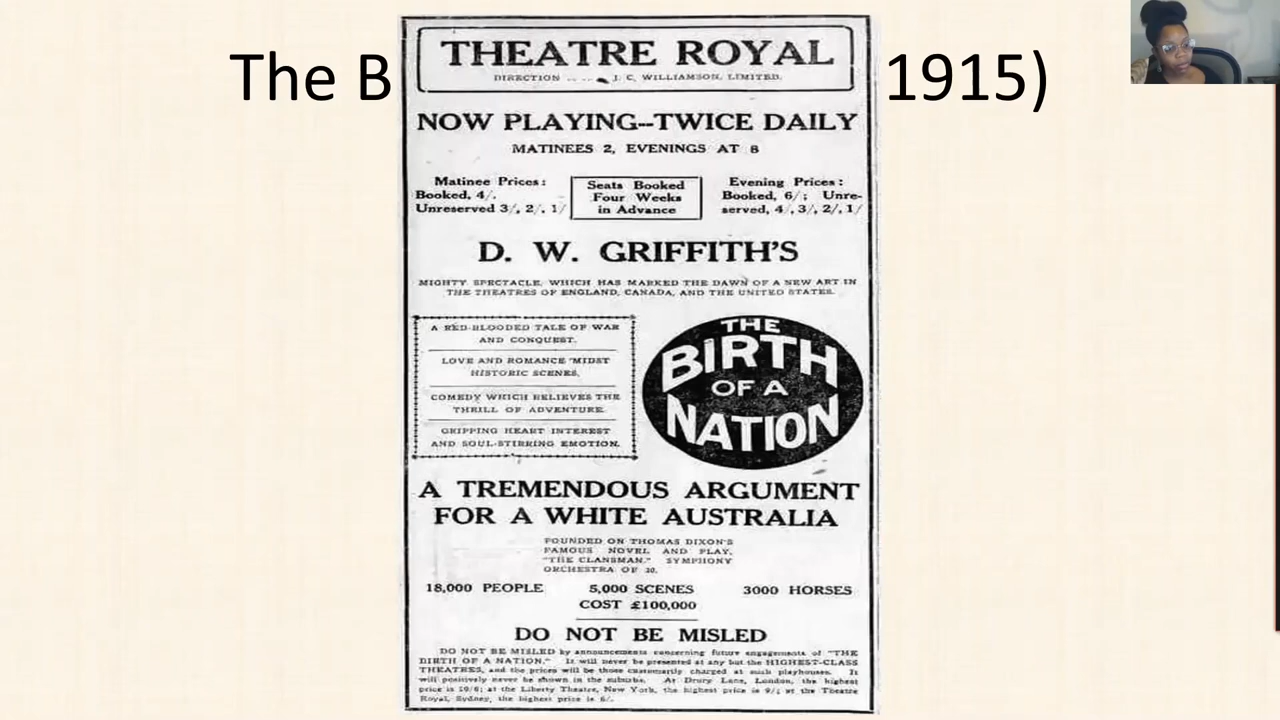 The B 1915)
THEATRE ROYAL
DIRECTION .. .. J. C. WILLIAMSON, LIMITED.
NOW PLAYING--TWICE DAILY
MATINEES 2, EVENINGS AT 8
Matinee Prices:
Booked, 4/.
Unreserved 3/, 2/, 1/
Seats Booked
Four Weeks
in Advance
Evening Prices:
Booked, 6/; Unre-
served, 4/, 3/, 2/, 1/
D. W. GRIFFITH'S
MIGHTY SPECTACLE, WHICH HAS MARKED THE DAWN OF A NEW ART IN
THE THEATRES OF ENGLAND, CANADA, AND THE UNITED STATES.
A RED-BLOODED TALE OF WAR
AND CONQUEST.
LOVE AND ROMANCE 'MIDST
HISTORIC SCENES.
COMEDY WHICH RELIEVES THE
THRILL OF ADVENTURE.
GRIPPING HEART INTEREST
AND SOUL-STIRRING EMOTION.
THE
BIRTH
OF A
NATION
A TREMENDOUS ARGUMENT
FOR A WHITE AUSTRALIA
FOUNDED ON THOMAS DIXON'S
FAMOUS NOVEL AND PLAY,
"THE CLANSMAN." SYMPHONY
ORCHESTRA OF 20.
18,000 PEOPLE 5,000 SCENES 3000 HORSES
COST £100,000
DO NOT BE MISLED
DO NOT BE MISLED by announcements concerning future engagements of "THE
BIRTH OF A NATION." It will never be presented at any but the HIGHEST-CLASS
THEATRES, and the prices will be those customarily charged at such playhouses. It
will positively never be shown in the suburbs. At Drury Lane, London, the highest
price is 10/6; at the Liberty Theatre, New York, the highest price is 9/; at the Theatre
Royal, Sydney, the highest price is 6/.